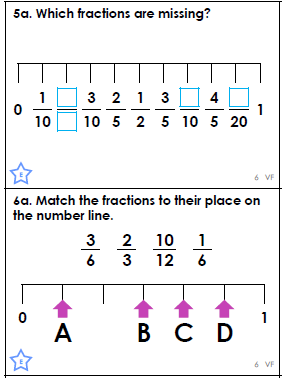 5a. Which fractions are missing?
0 1/10 □/□ 3/10 2/5 1/2 3/5 □/10 4/5 □/20 1
E
6 VF
6a. Match the fractions to their place on
the number line.
3/6 2/3 10/12 1/6
0 1
A B C D
E
6 VF